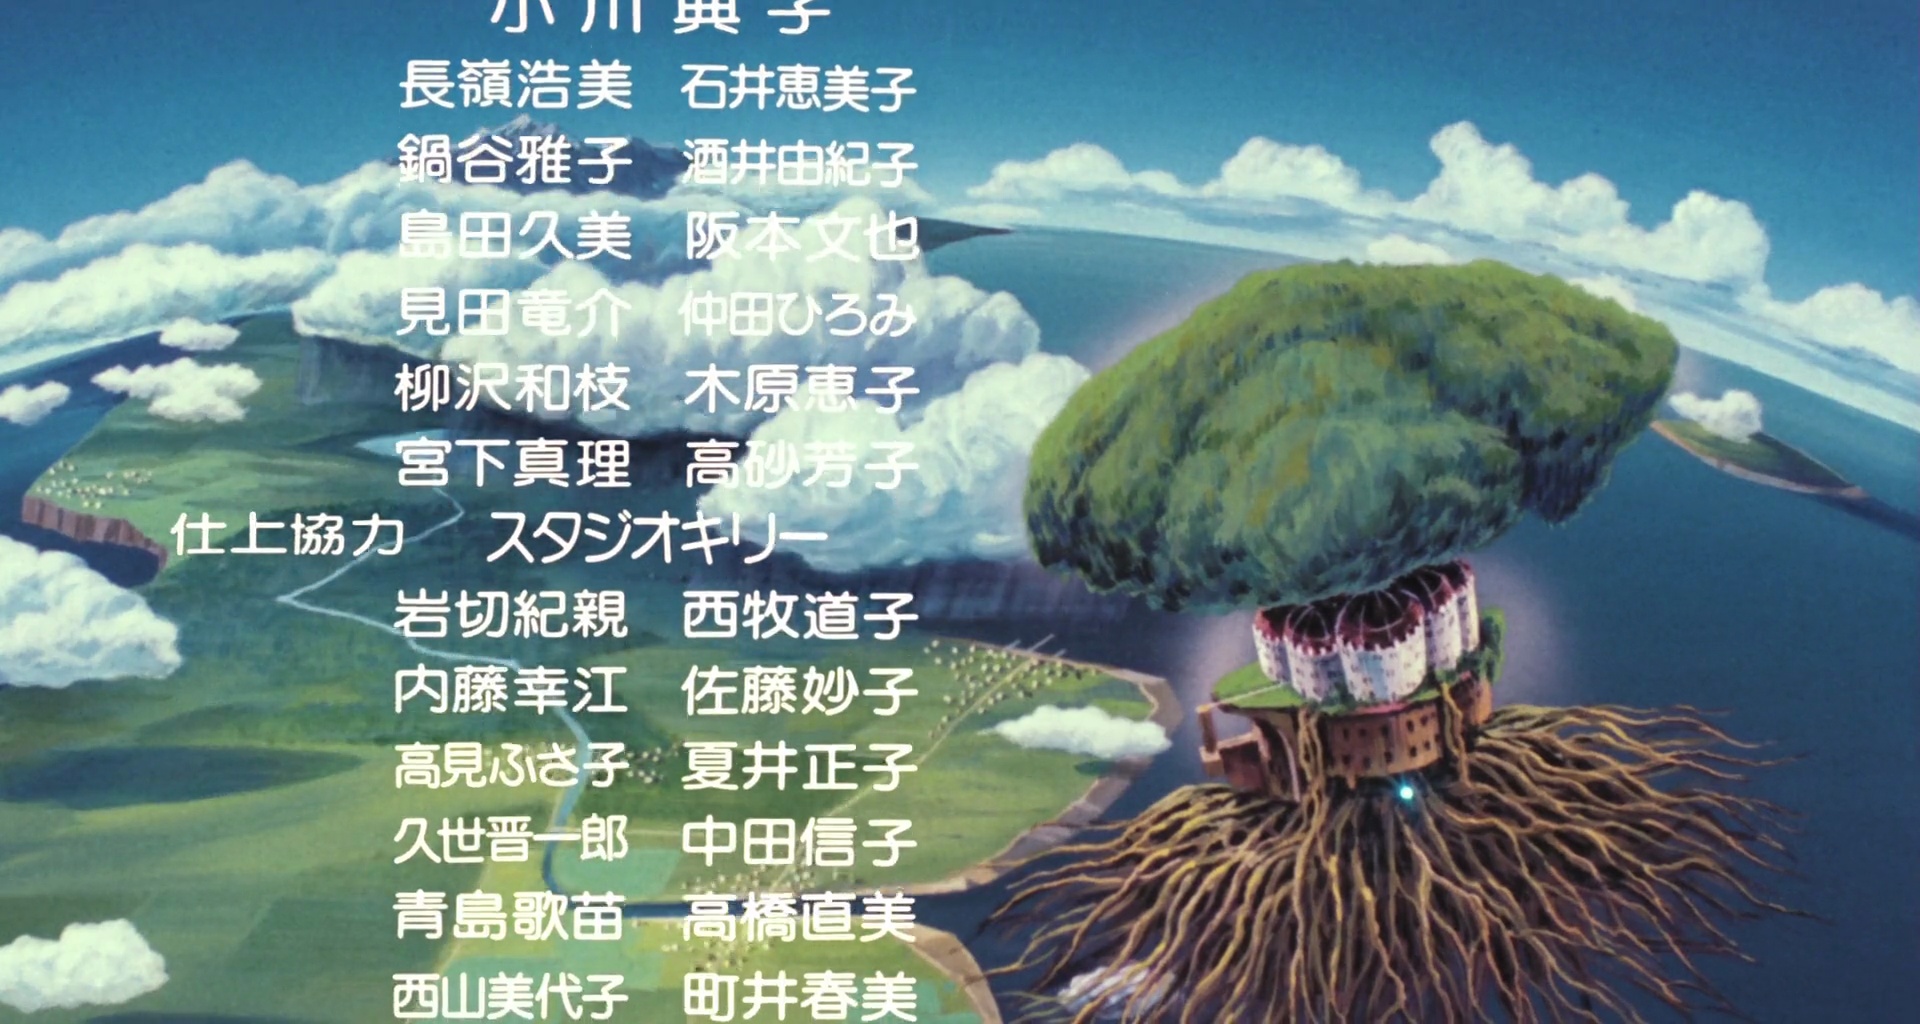 小川典子
長嶺浩美 石井恵美子
鍋谷雅子 酒井由紀子
島田久美 阪本文也
見田竜介 仲田ひろみ
柳沢和枝 木原恵子
宮下真理 高砂芳子
仕上協力 スタジオキリー
岩切紀親 西牧道子
内藤幸江 佐藤妙子
高見ふさ子 夏井正子
久世晋一郎 中田信子
青島歌苗 高橋直美
西山美代子 町井春美